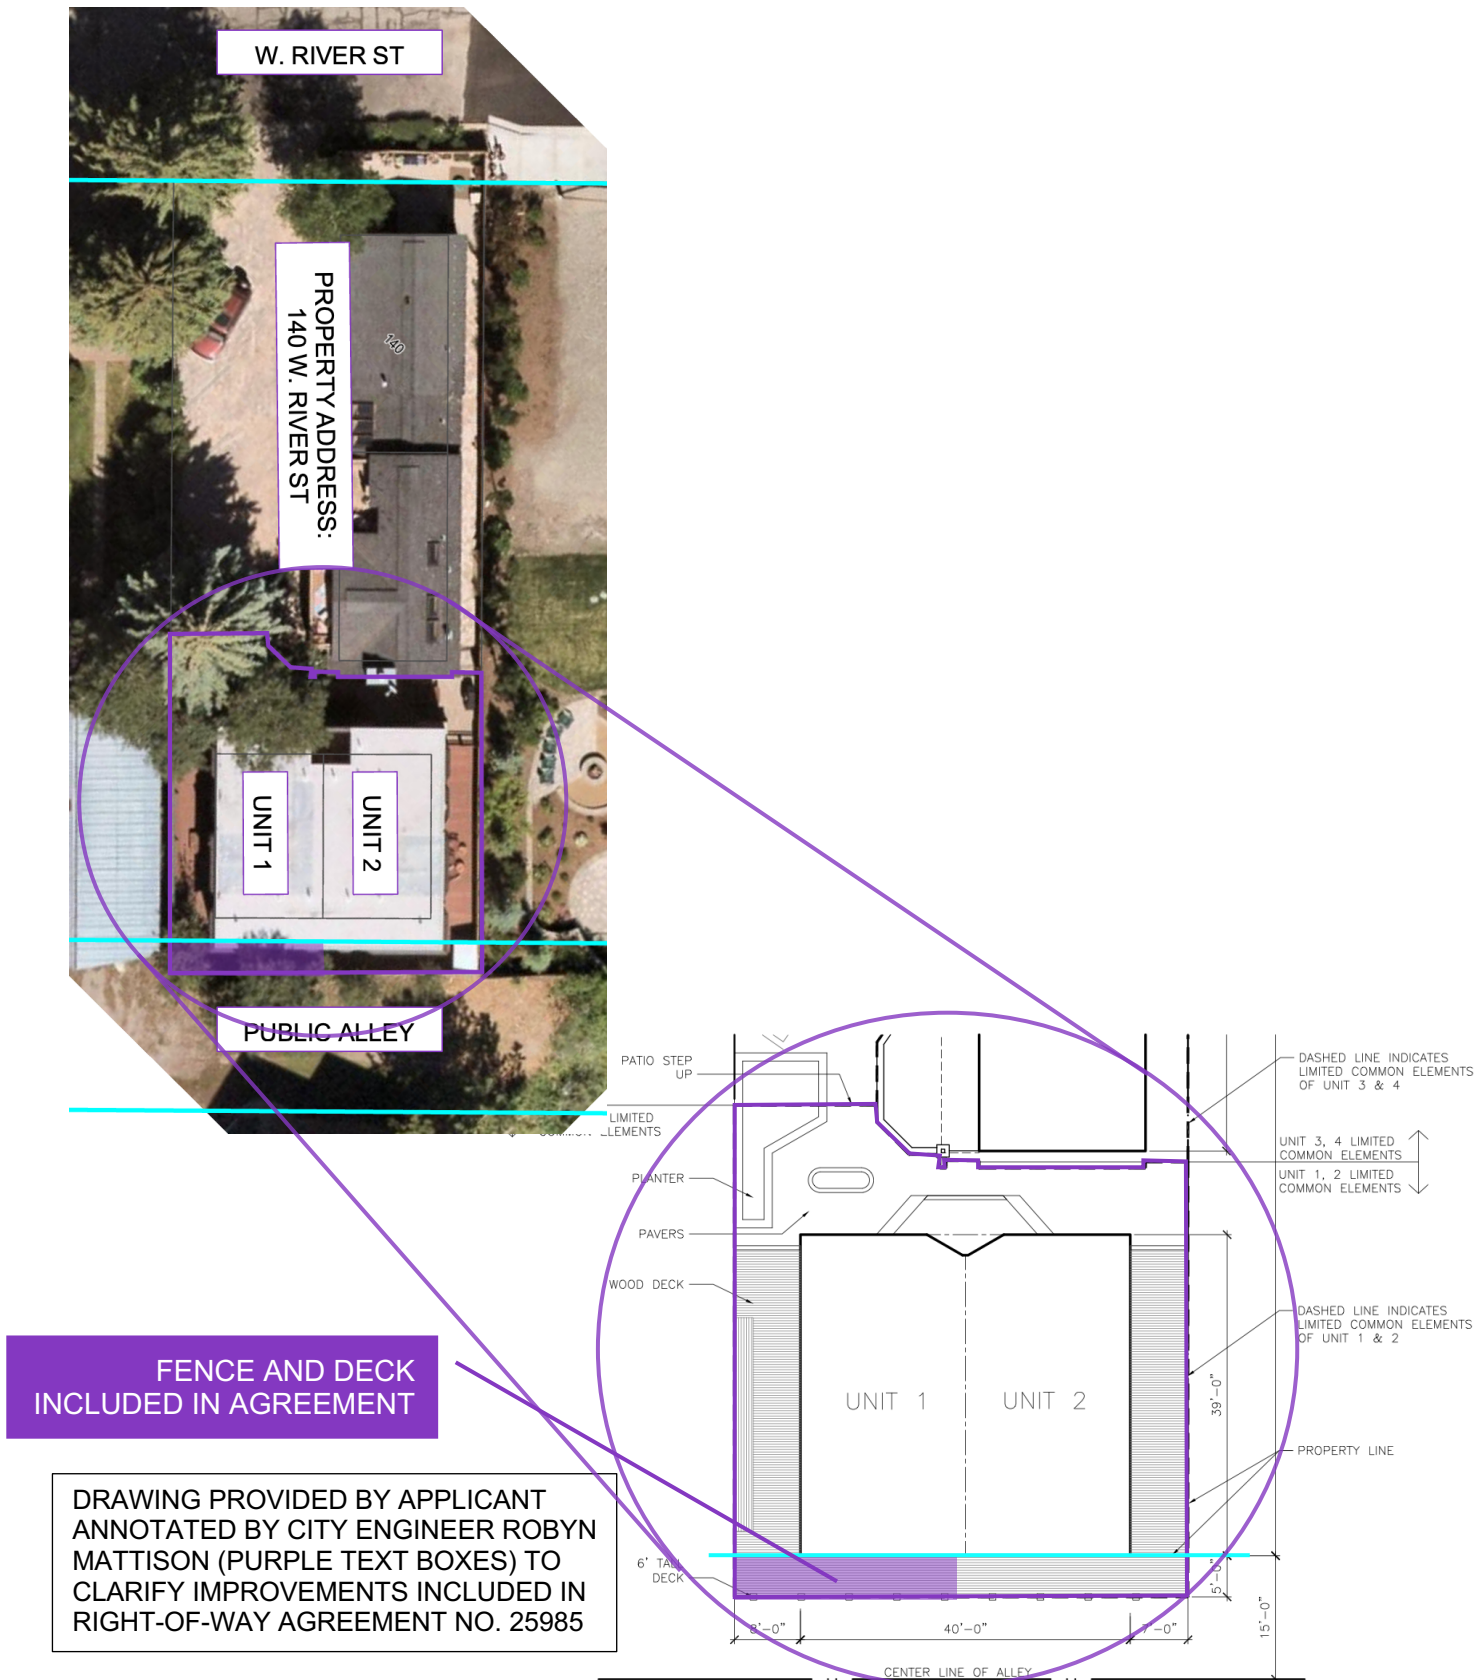 W. RIVER ST
PROPERTY ADDRESS:
140 W. RIVER ST
140
UNIT 1
UNIT 2
PUBLIC ALLEY
PATIO STEP
UP
LIMITED
COMMON ELEMENTS
PLANTER
PAVERS
WOOD DECK
6' TALL
DECK
DASHED LINE INDICATES
LIMITED COMMON ELEMENTS
OF UNIT 3 & 4
UNIT 3, 4 LIMITED
COMMON ELEMENTS
UNIT 1, 2 LIMITED
COMMON ELEMENTS
DASHED LINE INDICATES
LIMITED COMMON ELEMENTS
OF UNIT 1 & 2
PROPERTY LINE
UNIT 1
UNIT 2
39'-0"
5'-0"
15'-0"
8'-0"
40'-0"
7'-0"
CENTER LINE OF ALLEY
FENCE AND DECK
INCLUDED IN AGREEMENT
DRAWING PROVIDED BY APPLICANT
ANNOTATED BY CITY ENGINEER ROBYN
MATTISON (PURPLE TEXT BOXES) TO
CLARIFY IMPROVEMENTS INCLUDED IN
RIGHT-OF-WAY AGREEMENT NO. 25985